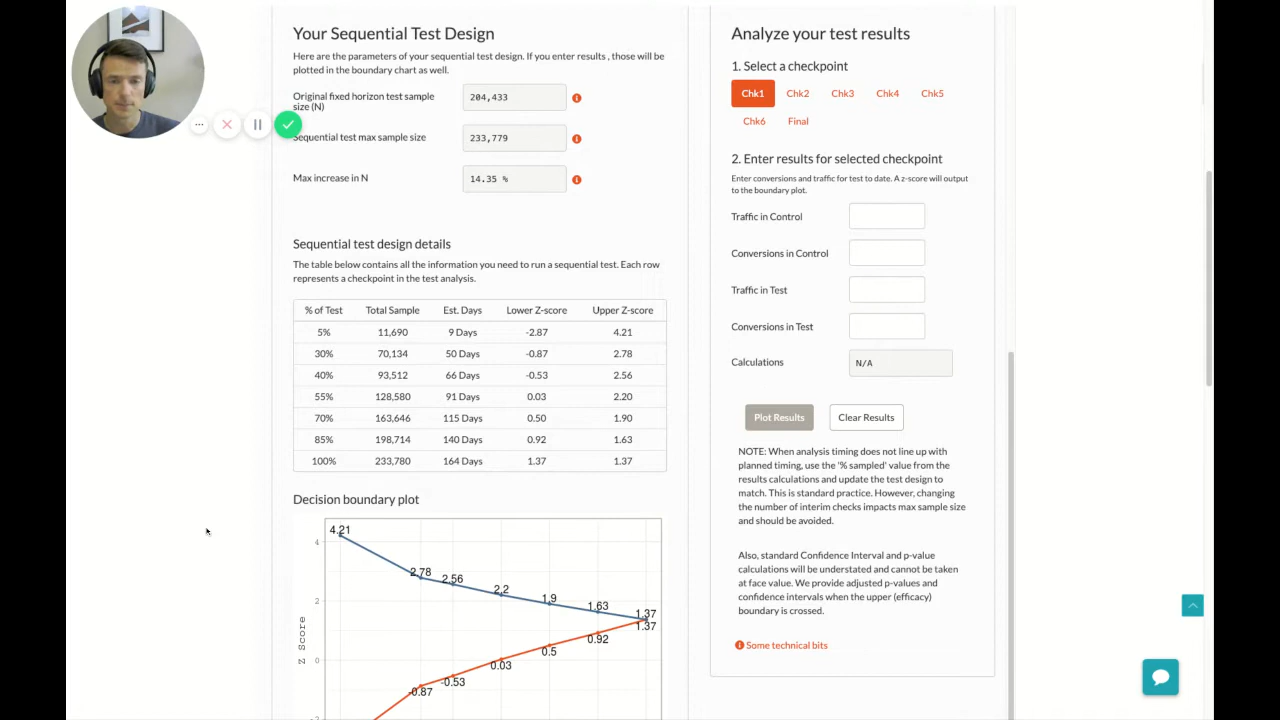 Your Sequential Test Design
Here are the parameters of your sequential test design. If you enter results , those will be
plotted in the boundary chart as well.
Original fixed horizon test sample
size (N)
204,433
Sequential test max sample size
233,779
Max increase in N
14.35 %
Sequential test design details
The table below contains all the information you need to run a sequential test. Each row
represents a checkpoint in the test analysis.
% of Test Total Sample Est. Days Lower Z-score Upper Z-score
5% 11,690 9 Days -2.87 4.21
30% 70,134 50 Days -0.87 2.78
40% 93,512 66 Days -0.53 2.56
55% 128,580 91 Days 0.03 2.20
70% 163,646 115 Days 0.50 1.90
85% 198,714 140 Days 0.92 1.63
100% 233,780 164 Days 1.37 1.37
Decision boundary plot
4.21
2.78
2.56
2.2
1.9
1.63
1.37
1.37
0.92
0.5
0.03
-0.53
-0.87
4
2
0
-2
Z Score
Analyze your test results
1. Select a checkpoint
Chk1 Chk2 Chk3 Chk4 Chk5
Chk6 Final
2. Enter results for selected checkpoint
Enter conversions and traffic for test to date. A z-score will output
to the boundary plot.
Traffic in Control
Conversions in Control
Traffic in Test
Conversions in Test
Calculations
N/A
Plot Results Clear Results
NOTE: When analysis timing does not line up with
planned timing, use the '% sampled' value from the
results calculations and update the test design to
match. This is standard practice. However, changing
the number of interim checks impacts max sample size
and should be avoided.
Also, standard Confidence Interval and p-value
calculations will be understated and cannot be taken
at face value. We provide adjusted p-values and
confidence intervals when the upper (efficacy)
boundary is crossed.
Some technical bits